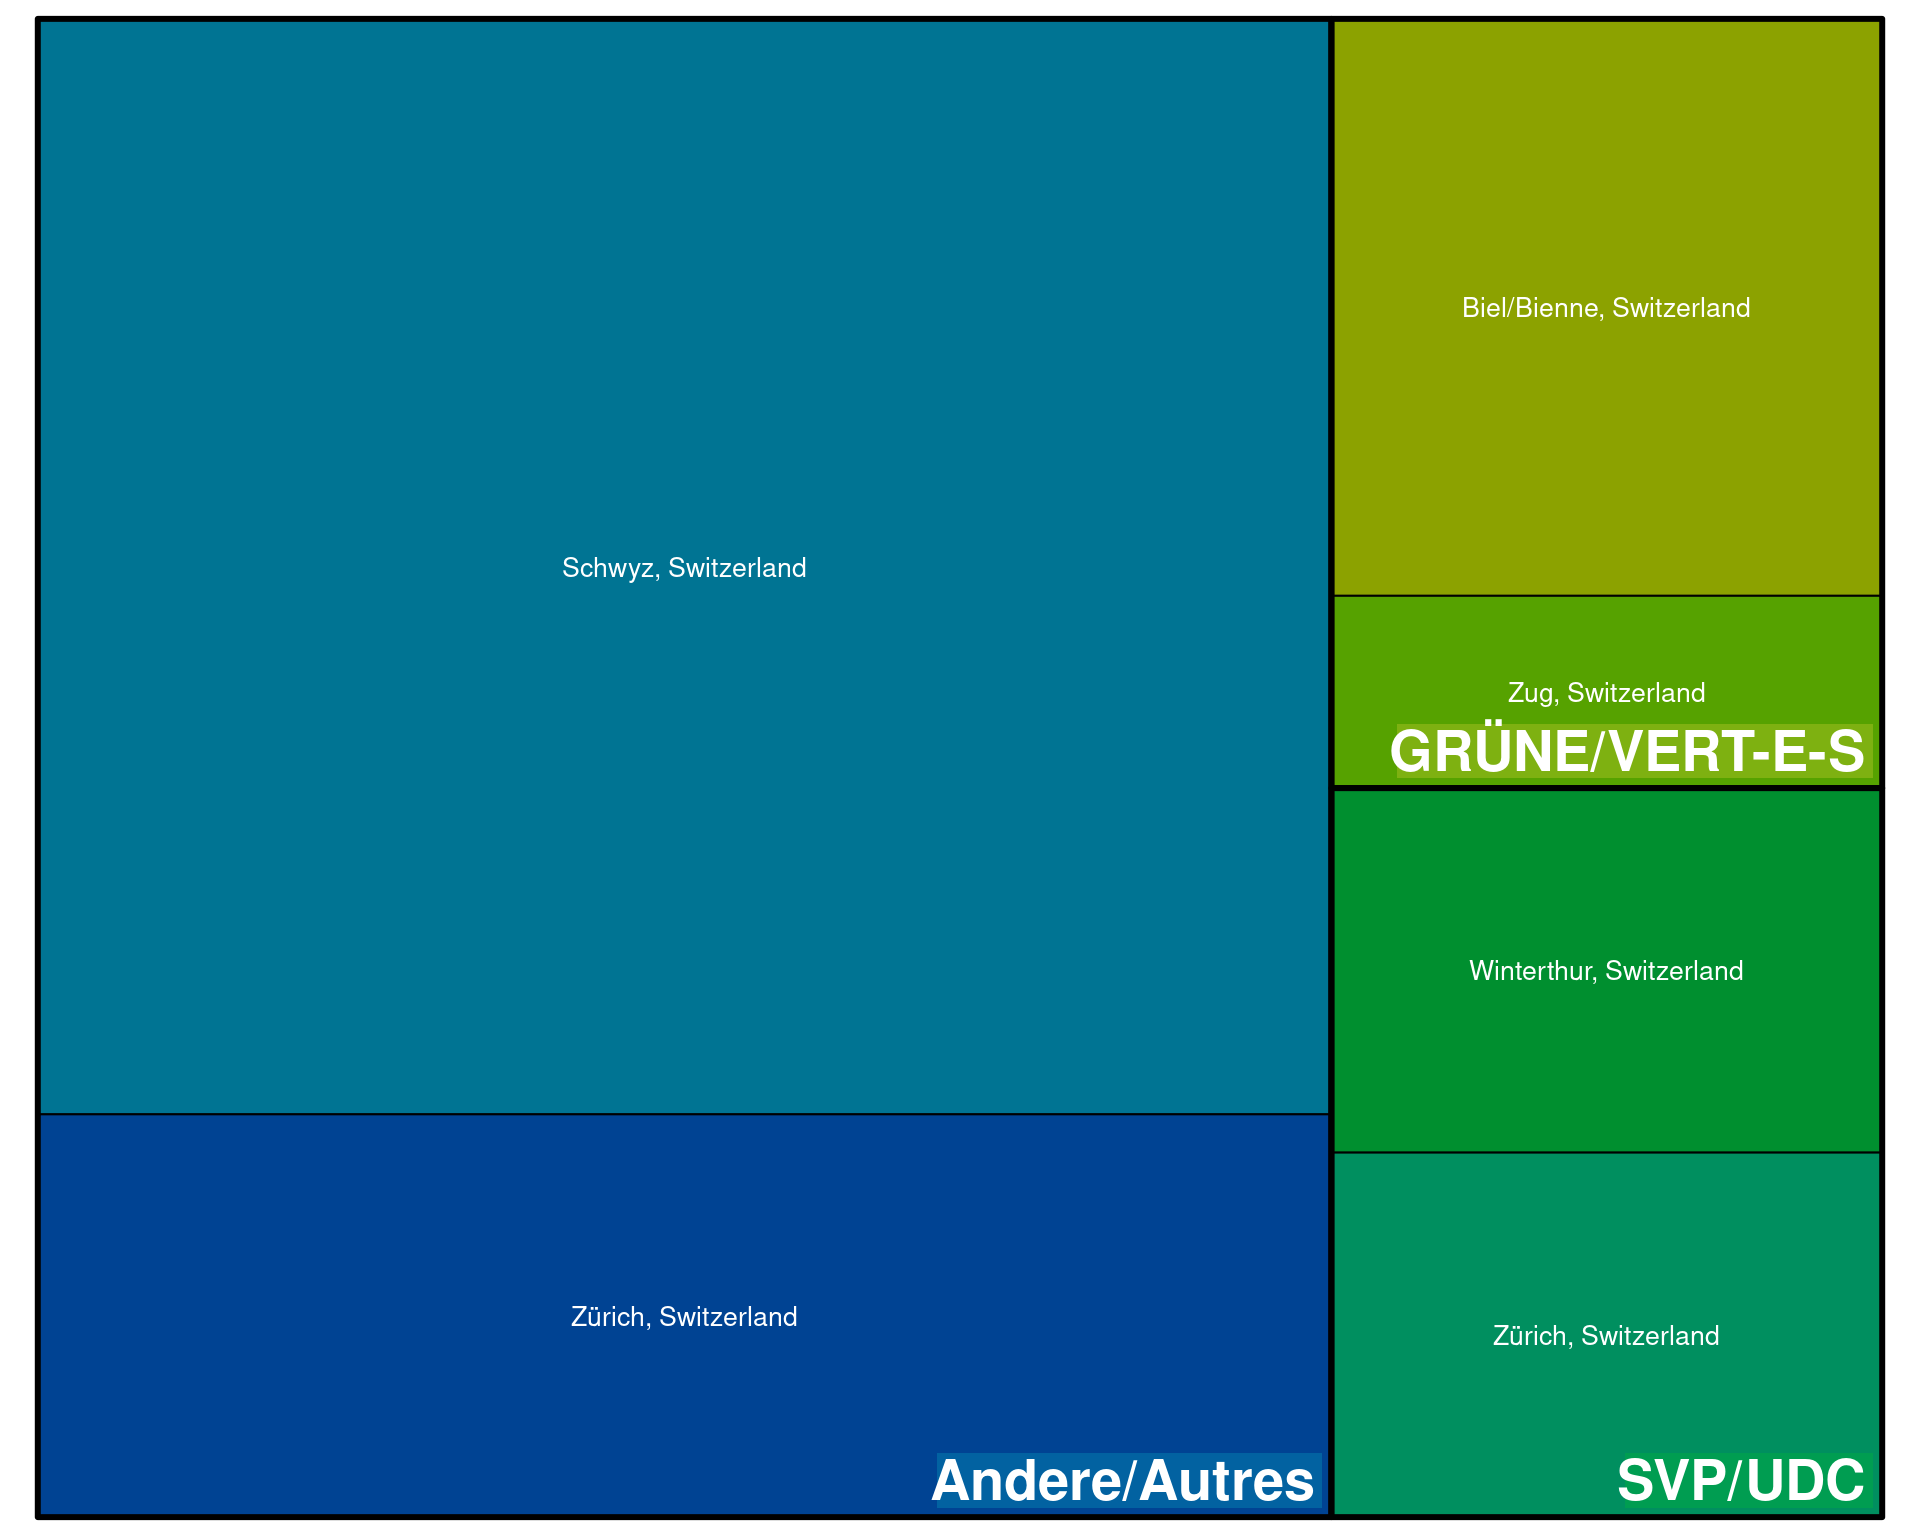 Schwyz, Switzerland
Zürich, Switzerland
Andere/Autres
Biel/Bienne, Switzerland
Zug, Switzerland
GRÜNE/VERT-E-S
Winterthur, Switzerland
Zürich, Switzerland
SVP/UDC